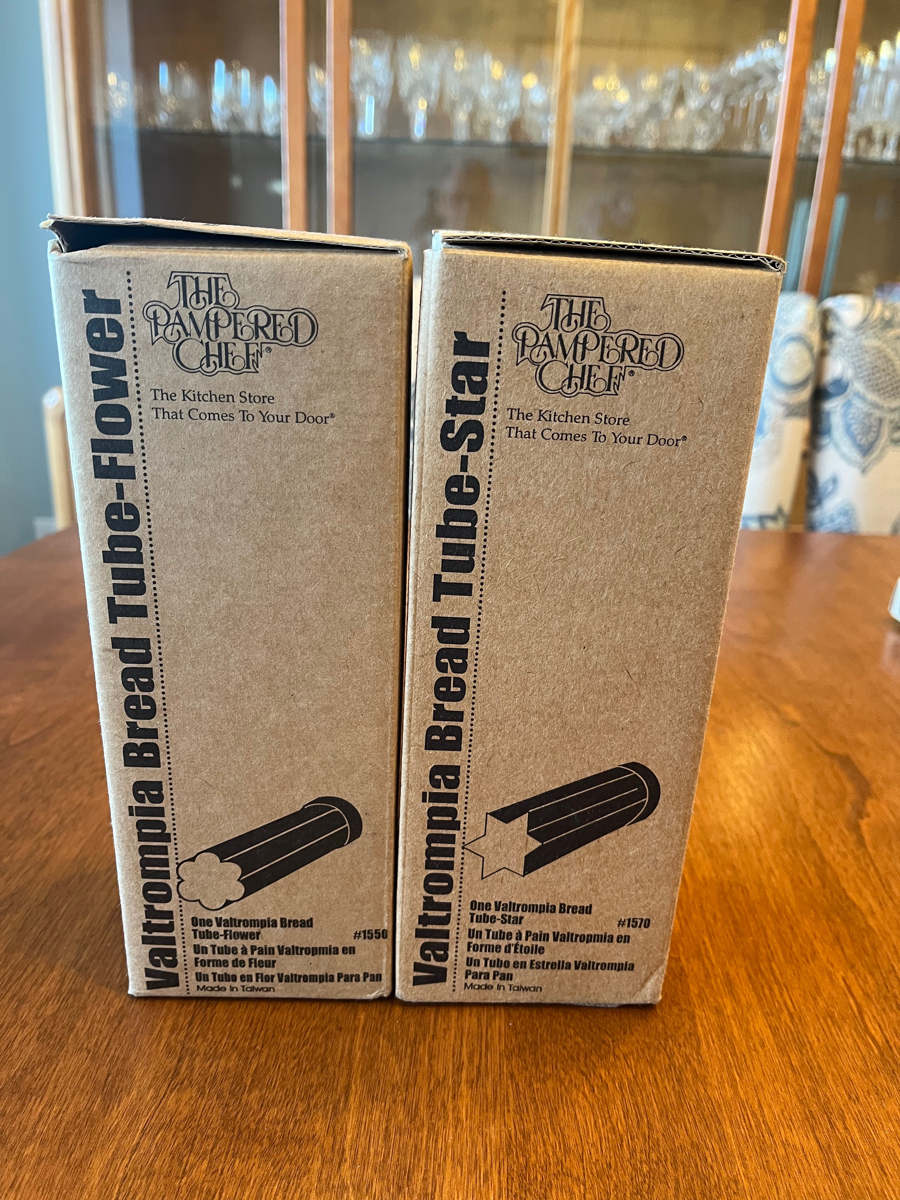 Valtrompia Bread Tube-Flower
THE
PAMPERED
CHEF®
The Kitchen Store
That Comes To Your Door®
One Valtrompia Bread
Tube-Flower #1550
Un Tube à Pain Valtropmia en
Forme de Fleur
Un Tubo en Flor Valtrompia Para Pan
Made In Taiwan
Valtrompia Bread Tube-Star
THE
PAMPERED
CHEF®
The Kitchen Store
That Comes To Your Door®
One Valtrompia Bread
Tube-Star #1570
Un Tube à Pain Valtropmia en
Forme d'Étoile
Un Tubo en Estrella Valtrompia
Para Pan
Made In Taiwan